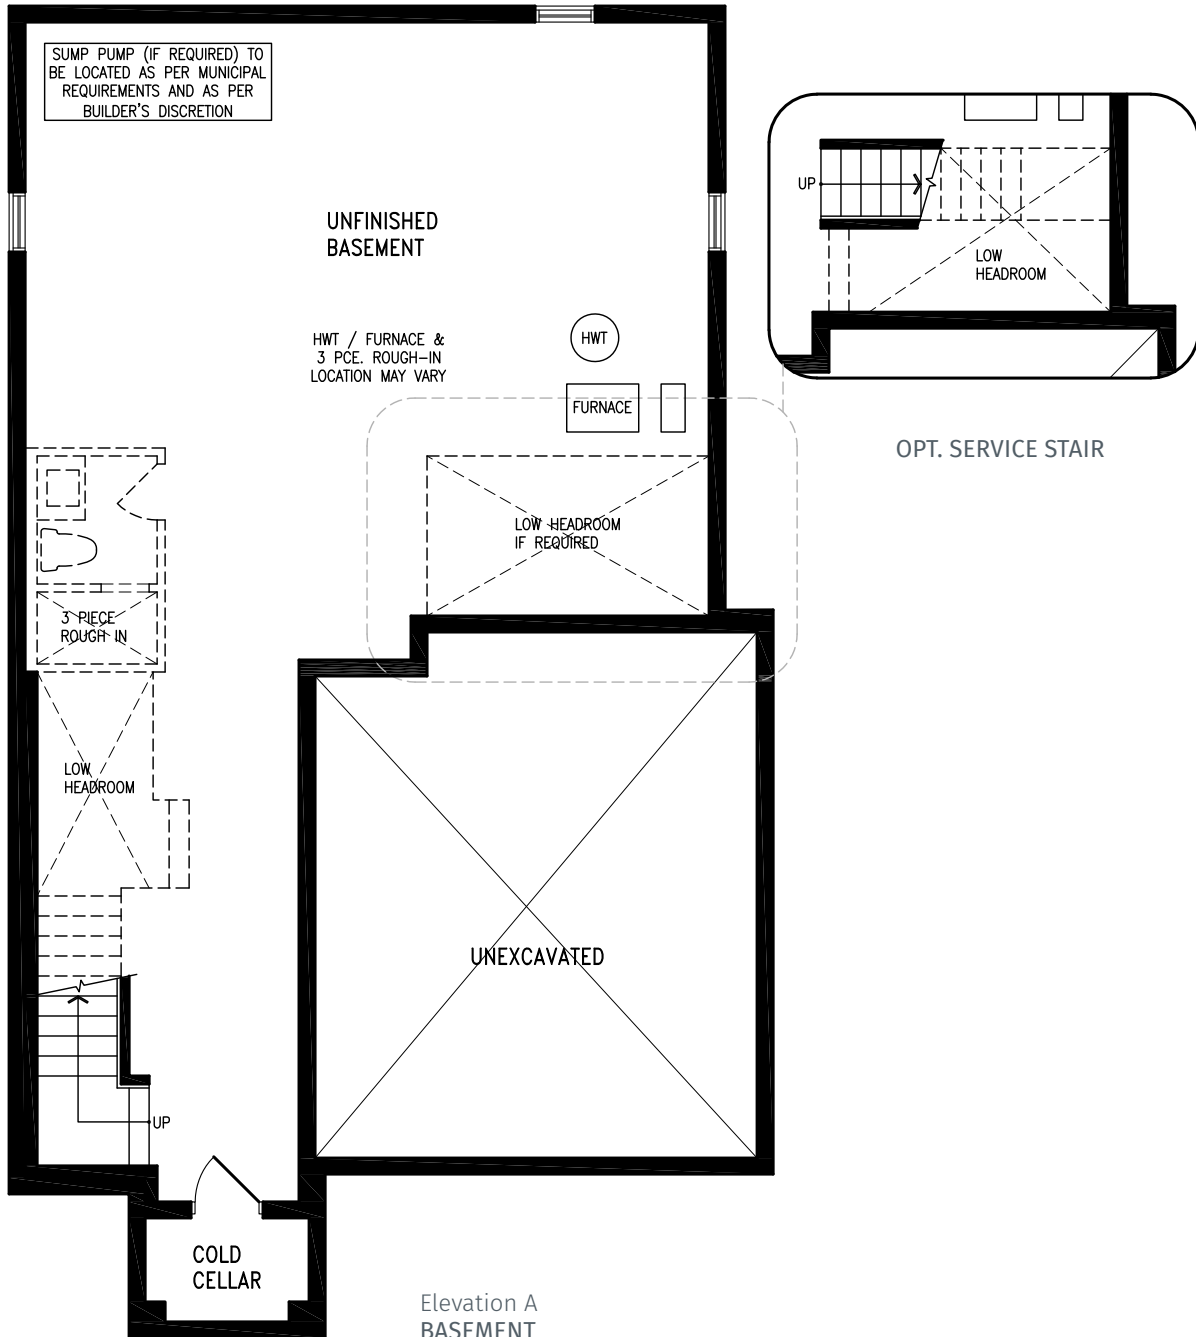 SUMP PUMP (IF REQUIRED) TO
BE LOCATED AS PER MUNICIPAL
REQUIREMENTS AND AS PER
BUILDER'S DISCRETION
UNFINISHED
BASEMENT
HWT / FURNACE &
3 PCE. ROUGH-IN
LOCATION MAY VARY
HWT
FURNACE
UP
LOW
HEADROOM
OPT. SERVICE STAIR
LOW HEADROOM
IF REQUIRED
3 PIECE
ROUGH IN
LOW
HEADROOM
UNEXCAVATED
UP
COLD
CELLAR
Elevation A
BASEMENT